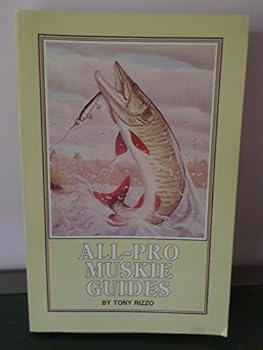 ALL-PRO
MUSKIE
GUIDES
BY TONY RIZZO